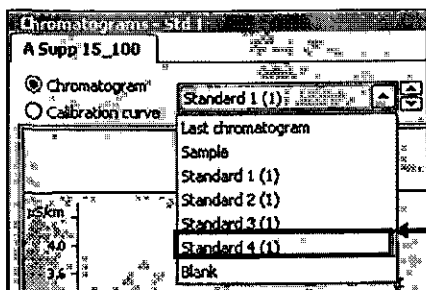 Chromatograms - Std 1
A Supp 15_100
Chromatogram
Standard 1 (1)
Calibration curve
Last chromatogram
Sample
Standard 1 (1)
Standard 2 (1)
µS/cm
Standard 3 (1)
4.0
Standard 4 (1)
3.6
Blank